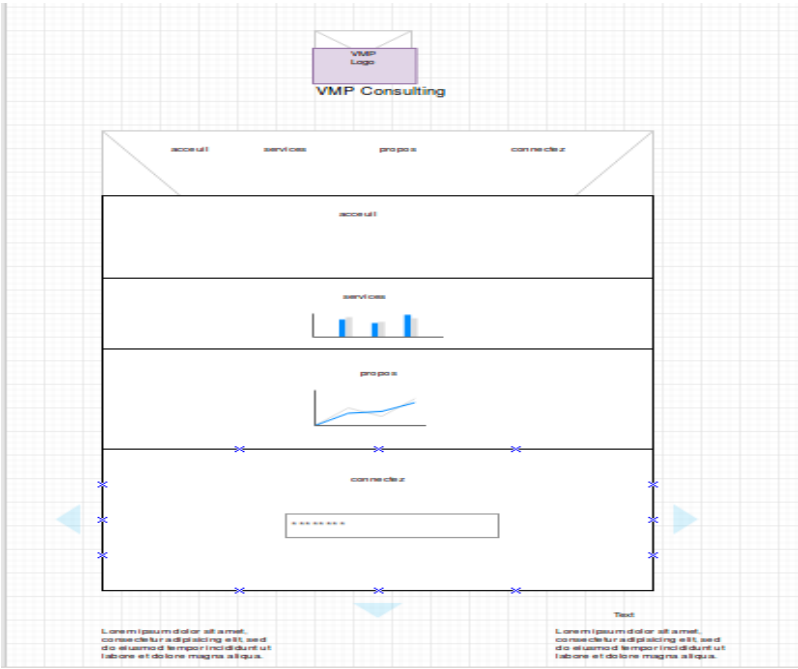 VMP
Logo
VMP Consulting
acceuil services propos connectez
acceuil
services
propos
connectez
*******
Text
Lorem ipsum dolor sit amet,
consectetur adipisicing elit, sed
do eiusmod tempor incididunt ut
labore et dolore magna aliqua.
Lorem ipsum dolor sit amet,
consectetur adipisicing elit, sed
do eiusmod tempor incididunt ut
labore et dolore magna aliqua.